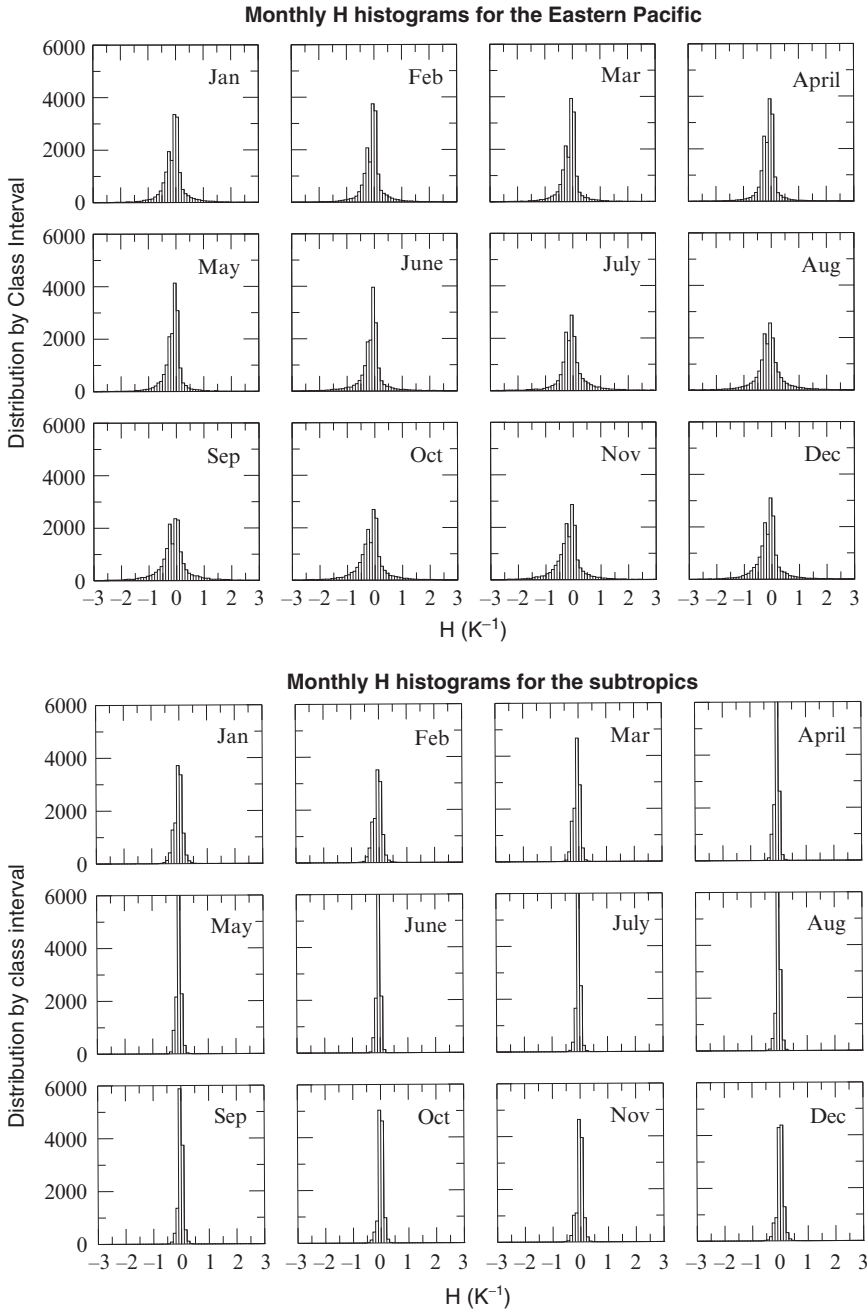 Monthly H histograms for the Eastern Pacific
Distribution by Class Interval
6000
4000
2000
0
Jan
Feb
Mar
April
6000
4000
2000
0
May
June
July
Aug
6000
4000
2000
0
Sep
Oct
Nov
Dec
–3 –2 –1 0 1 2 3
–3 –2 –1 0 1 2 3
–3 –2 –1 0 1 2 3
–3 –2 –1 0 1 2 3
H (K⁻¹)
Monthly H histograms for the subtropics
Distribution by class interval
6000
4000
2000
0
Jan
Feb
Mar
April
6000
4000
2000
0
May
June
July
Aug
6000
4000
2000
0
Sep
Oct
Nov
Dec
–3 –2 –1 0 1 2 3
–3 –2 –1 0 1 2 3
–3 –2 –1 0 1 2 3
–3 –2 –1 0 1 2 3
H (K⁻¹)